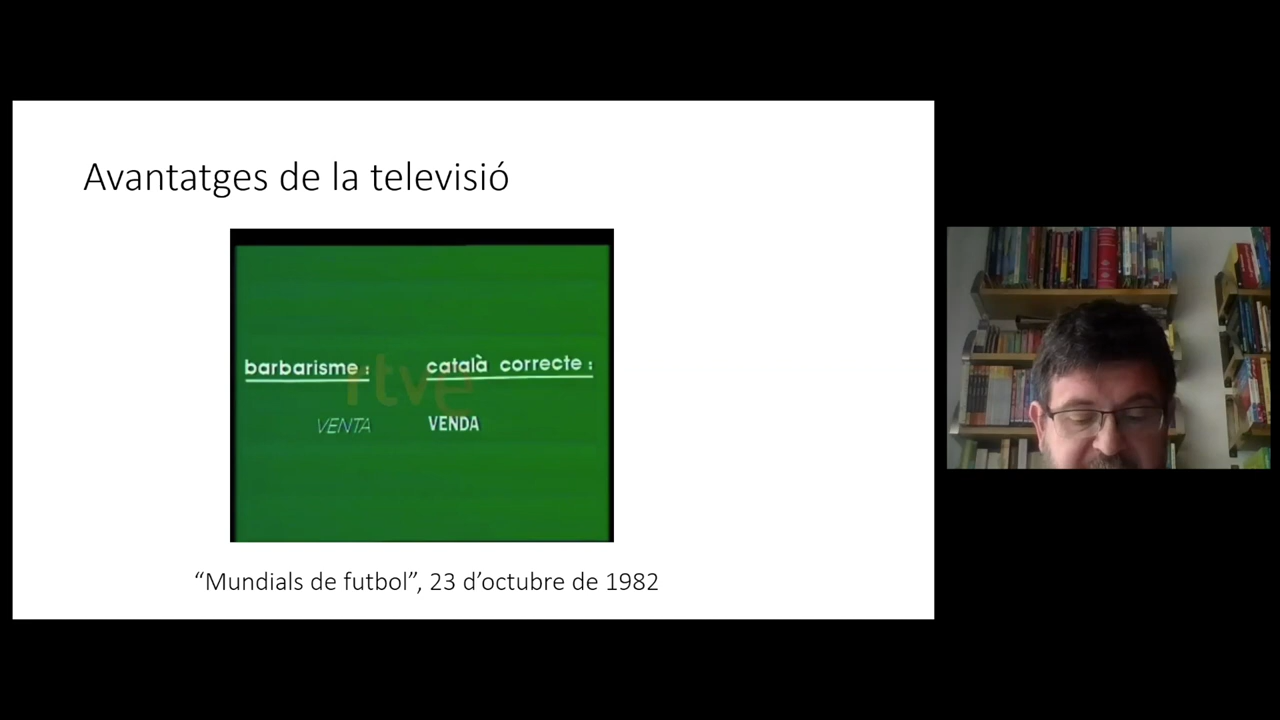 Avantatges de la televisió
barbarisme : català correcte :
rtve
VENTA VENDA
“Mundials de futbol”, 23 d’octubre de 1982